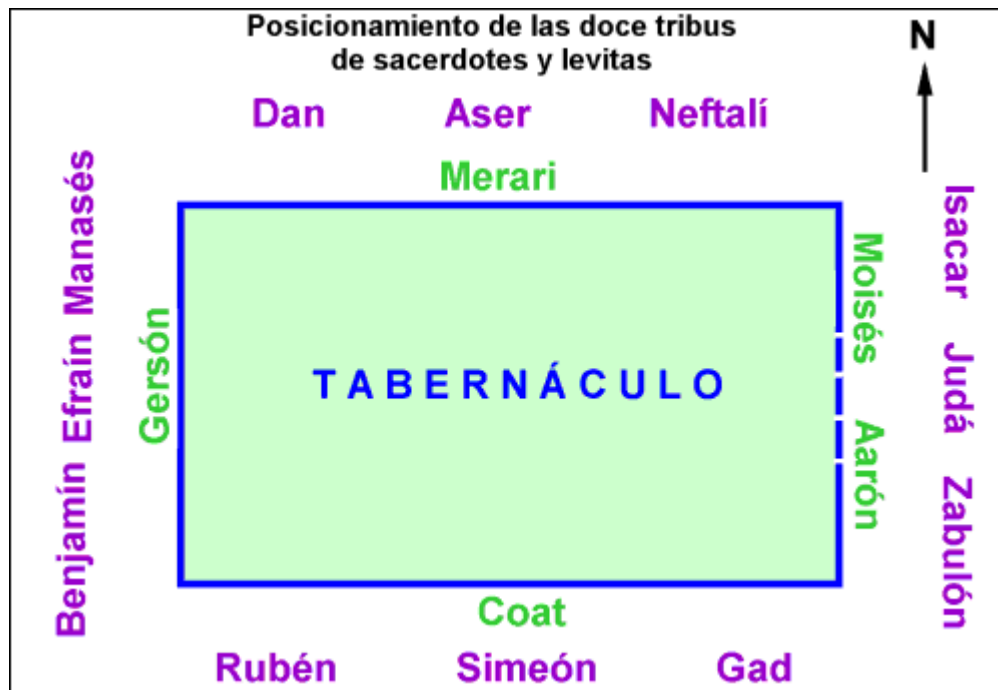 Posicionamiento de las doce tribus
de sacerdotes y levitas
N
Dan Aser Neftalí
Merari
Benjamín Efraín Manasés
Gersón
TABERNÁCULO
Moisés Aarón
Isacar Judá Zabulón
Coat
Rubén Simeón Gad